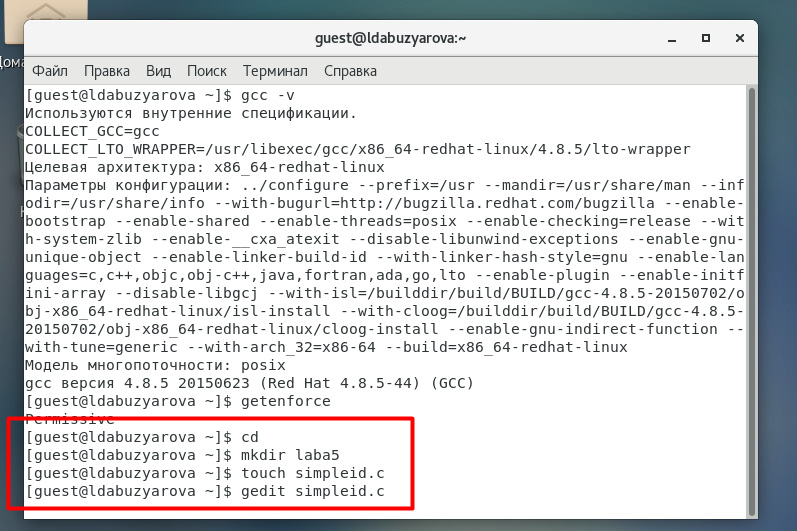 guest@ldabuzyarova:~
Файл Правка Вид Поиск Терминал Справка
[guest@ldabuzyarova ~]$ gcc -v
Используются внутренние спецификации.
COLLECT_GCC=gcc
COLLECT_LTO_WRAPPER=/usr/libexec/gcc/x86_64-redhat-linux/4.8.5/lto-wrapper
Целевая архитектура: x86_64-redhat-linux
Параметры конфигурации: ../configure --prefix=/usr --mandir=/usr/share/man --inf
odir=/usr/share/info --with-bugurl=http://bugzilla.redhat.com/bugzilla --enable-
bootstrap --enable-shared --enable-threads=posix --enable-checking=release --wit
h-system-zlib --enable-__cxa_atexit --disable-libunwind-exceptions --enable-gnu-
unique-object --enable-linker-build-id --with-linker-hash-style=gnu --enable-lan
guages=c,c++,objc,obj-c++,java,fortran,ada,go,lto --enable-plugin --enable-initf
ini-array --disable-libgcj --with-isl=/builddir/build/BUILD/gcc-4.8.5-20150702/o
bj-x86_64-redhat-linux/isl-install --with-cloog=/builddir/build/BUILD/gcc-4.8.5-
20150702/obj-x86_64-redhat-linux/cloog-install --enable-gnu-indirect-function --
with-tune=generic --with-arch_32=x86-64 --build=x86_64-redhat-linux
Модель многопоточности: posix
gcc версия 4.8.5 20150623 (Red Hat 4.8.5-44) (GCC)
[guest@ldabuzyarova ~]$ getenforce
Permissive
[guest@ldabuzyarova ~]$ cd
[guest@ldabuzyarova ~]$ mkdir laba5
[guest@ldabuzyarova ~]$ touch simpleid.c
[guest@ldabuzyarova ~]$ gedit simpleid.c